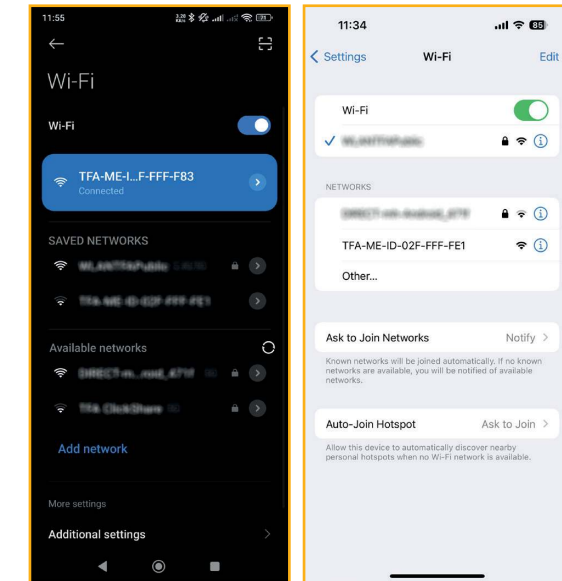 11:55
Wi-Fi
Wi-Fi
TFA-ME-I...F-FFF-F83
Connected
SAVED NETWORKS
Available networks
Add network
More settings
Additional settings
11:34
85
Settings
Wi-Fi
Edit
Wi-Fi
NETWORKS
TFA-ME-ID-02F-FFF-FE1
Other...
Ask to Join Networks
Notify
Known networks will be joined automatically. If no known
networks are available, you will be notified of available
networks.
Auto-Join Hotspot
Ask to Join
Allow this device to automatically discover nearby
personal hotspots when no Wi-Fi network is available.